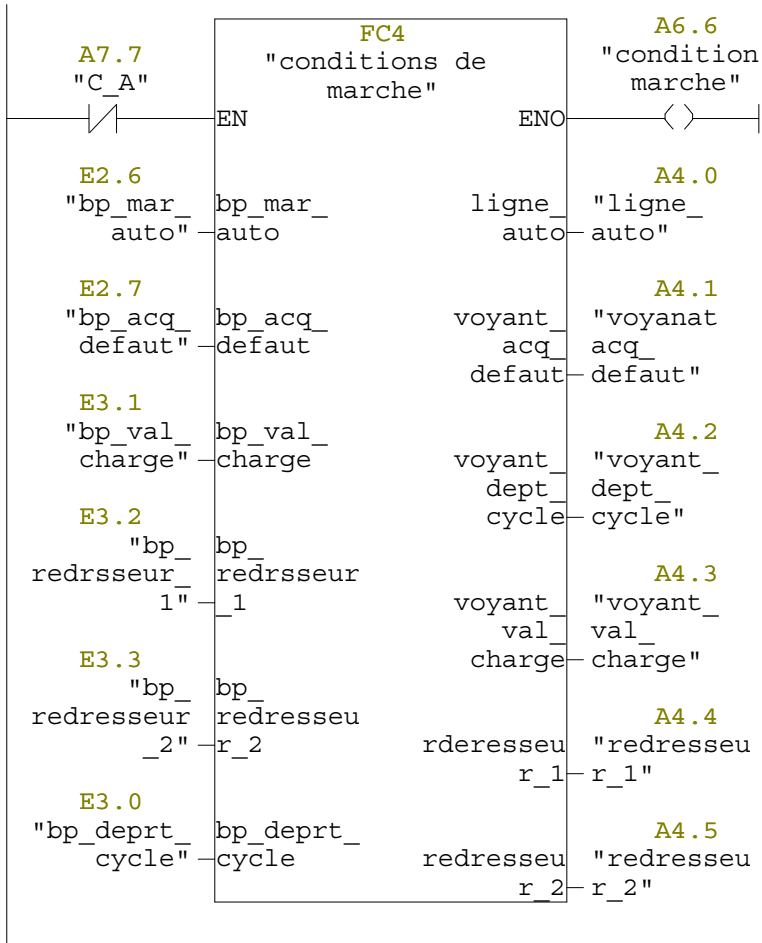 FC4
A6.6
A7.7
"conditions de
"condition
"C_A"
marche"
marche"
EN
ENO
E2.6
A4.0
"bp_mar_ bp_mar_
ligne_ "ligne_
auto" auto
auto auto"
E2.7
A4.1
"bp_acq_ bp_acq_
voyant_ "voyanat
defaut" defaut
acq_ acq_
defaut defaut"
E3.1
"bp_val_ bp_val_
A4.2
charge" charge
voyant_ "voyant_
dept_ dept_
E3.2
cycle cycle"
"bp_ bp_
redrsseur_ redrsseur
A4.3
1" _1
voyant_ "voyant_
val_ val_
E3.3
charge charge"
"bp_ bp_
redresseur redresseu
A4.4
_2" r_2
rderesseu "redresseu
r_1 r_1"
E3.0
"bp_deprt_ bp_deprt_
A4.5
cycle" cycle
redresseu "redresseu
r_2 r_2"